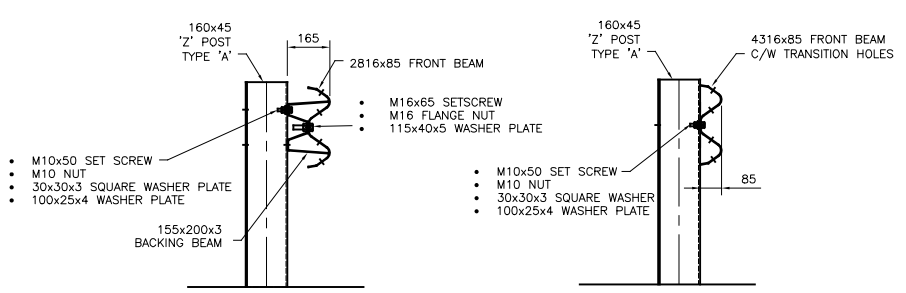 160x45
'Z' POST
TYPE 'A'
165
2816x85 FRONT BEAM
• M16x65 SETSCREW
• M16 FLANGE NUT
• 115x40x5 WASHER PLATE
• M10x50 SET SCREW
• M10 NUT
• 30x30x3 SQUARE WASHER PLATE
• 100x25x4 WASHER PLATE
155x200x3
BACKING BEAM
160x45
'Z' POST
TYPE 'A'
4316x85 FRONT BEAM
C/W TRANSITION HOLES
• M10x50 SET SCREW
• M10 NUT
• 30x30x3 SQUARE WASHER
• 100x25x4 WASHER PLATE
85